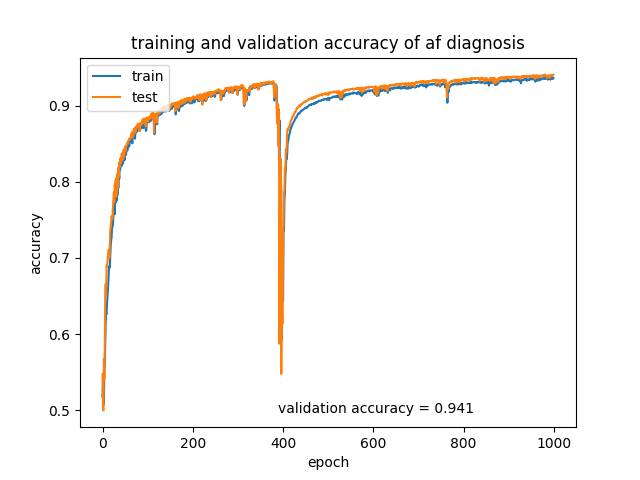 training and validation accuracy of af diagnosis
train
test
0.9
0.8
0.7
0.6
0.5
accuracy
validation accuracy = 0.941
0 200 400 600 800 1000
epoch